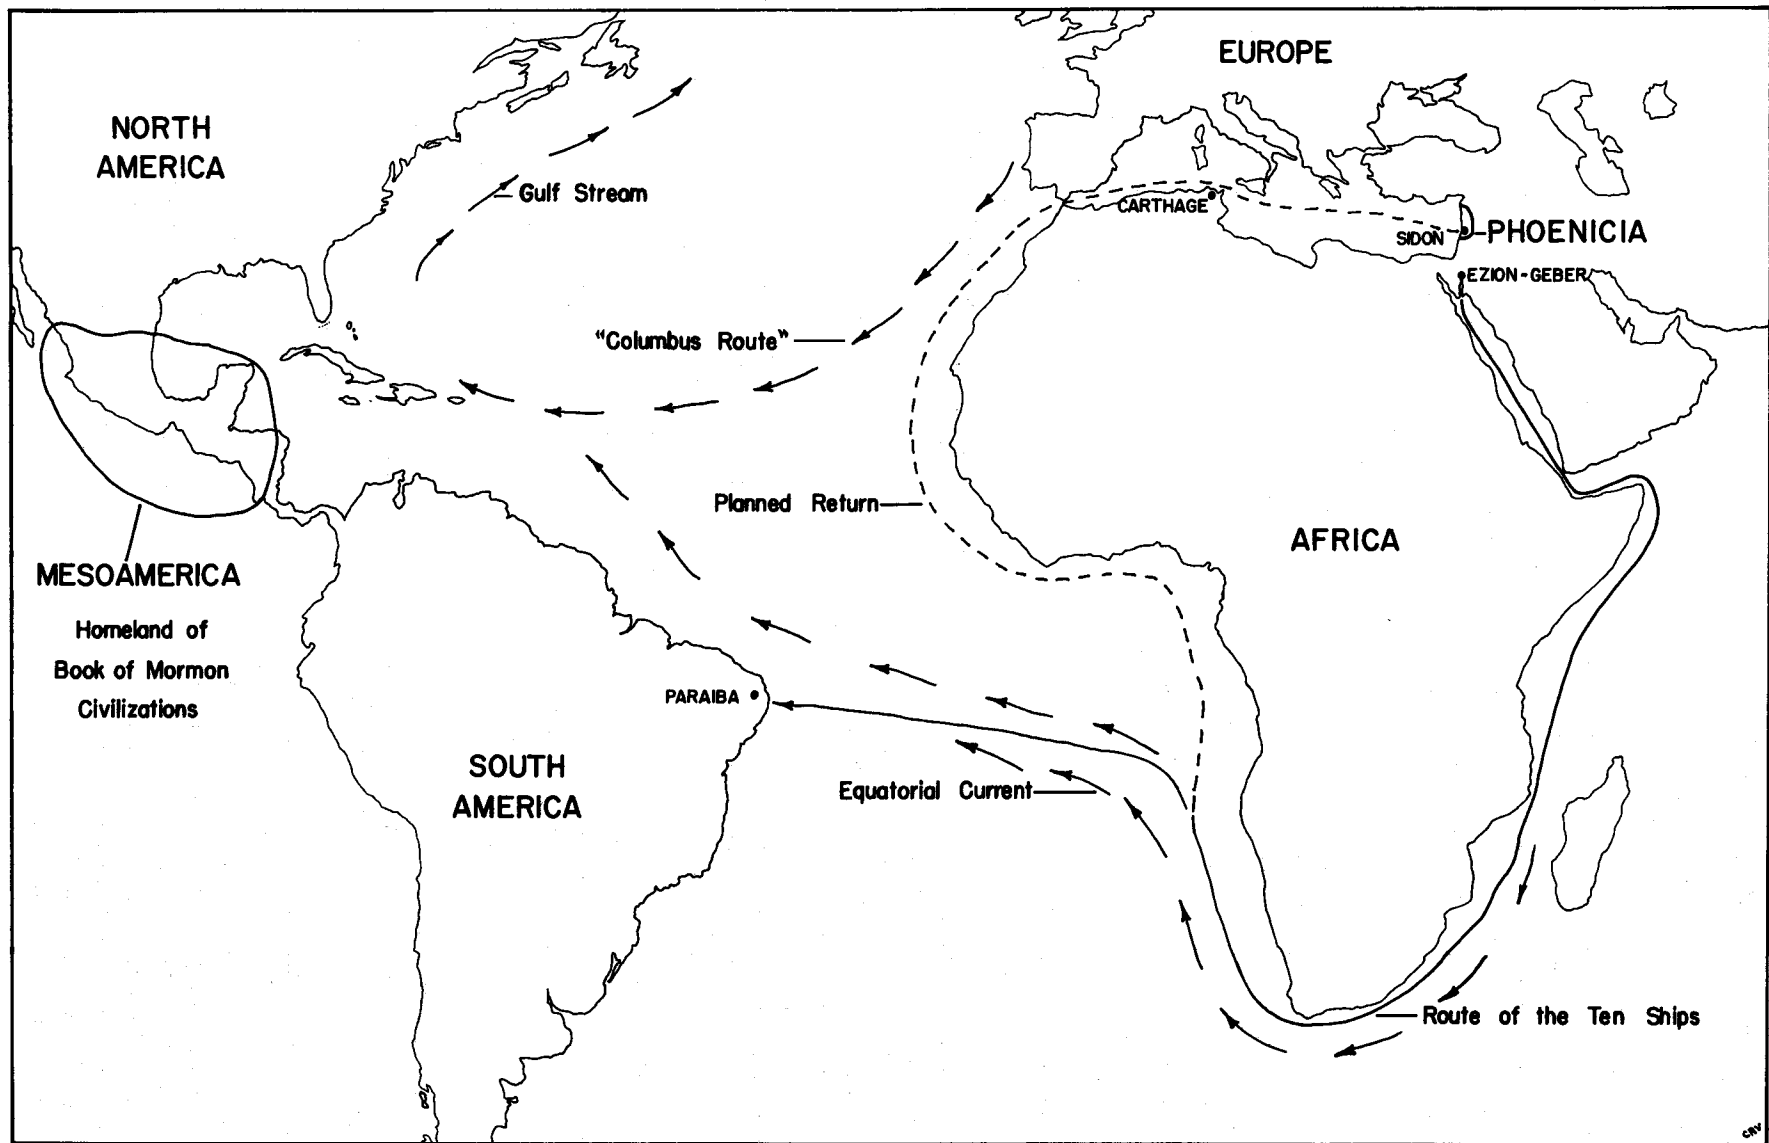 EUROPE
NORTH
AMERICA
Gulf Stream
CARTHAGE
SIDON
PHOENICIA
EZION-GEBER
"Columbus Route"
Planned Return
AFRICA
MESOAMERICA
Homeland of
Book of Mormon
Civilizations
PARAIBA
SOUTH
AMERICA
Equatorial Current
Route of the Ten Ships